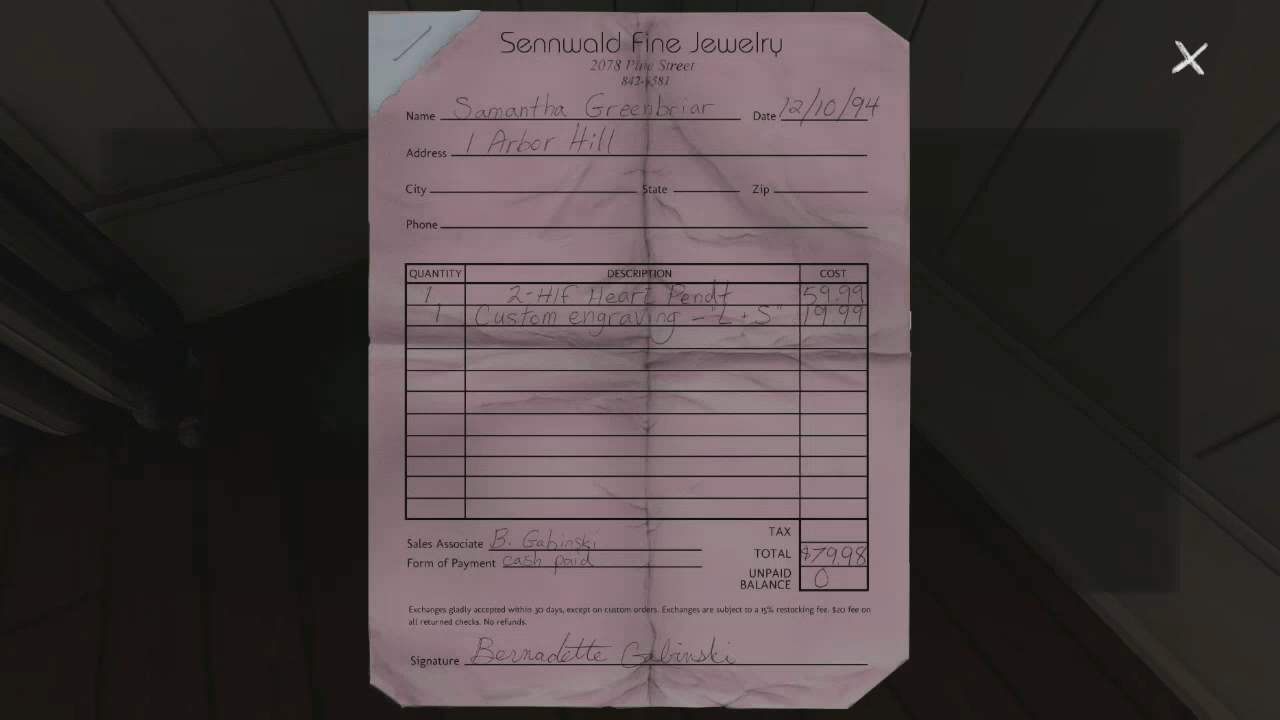 Sennwald Fine Jewelry
2078 Pine Street
Name Samantha Greenbriar Date 12/10/94
Address 1 Arbor Hill
City State Zip
Phone
QUANTITY DESCRIPTION COST
1 2-Hlf Heart Pendt 59.99
1 Custom engraving - "L + S" 19.99
TAX
Sales Associate B. Gabinski
TOTAL $79.98
Form of Payment cash paid
UNPAID BALANCE 0
Exchanges gladly accepted within 30 days, except on custom orders. Exchanges are subject to a 15% restocking fee. $20 fee on
all returned checks. No refunds.
Signature Bernadette Gabinski